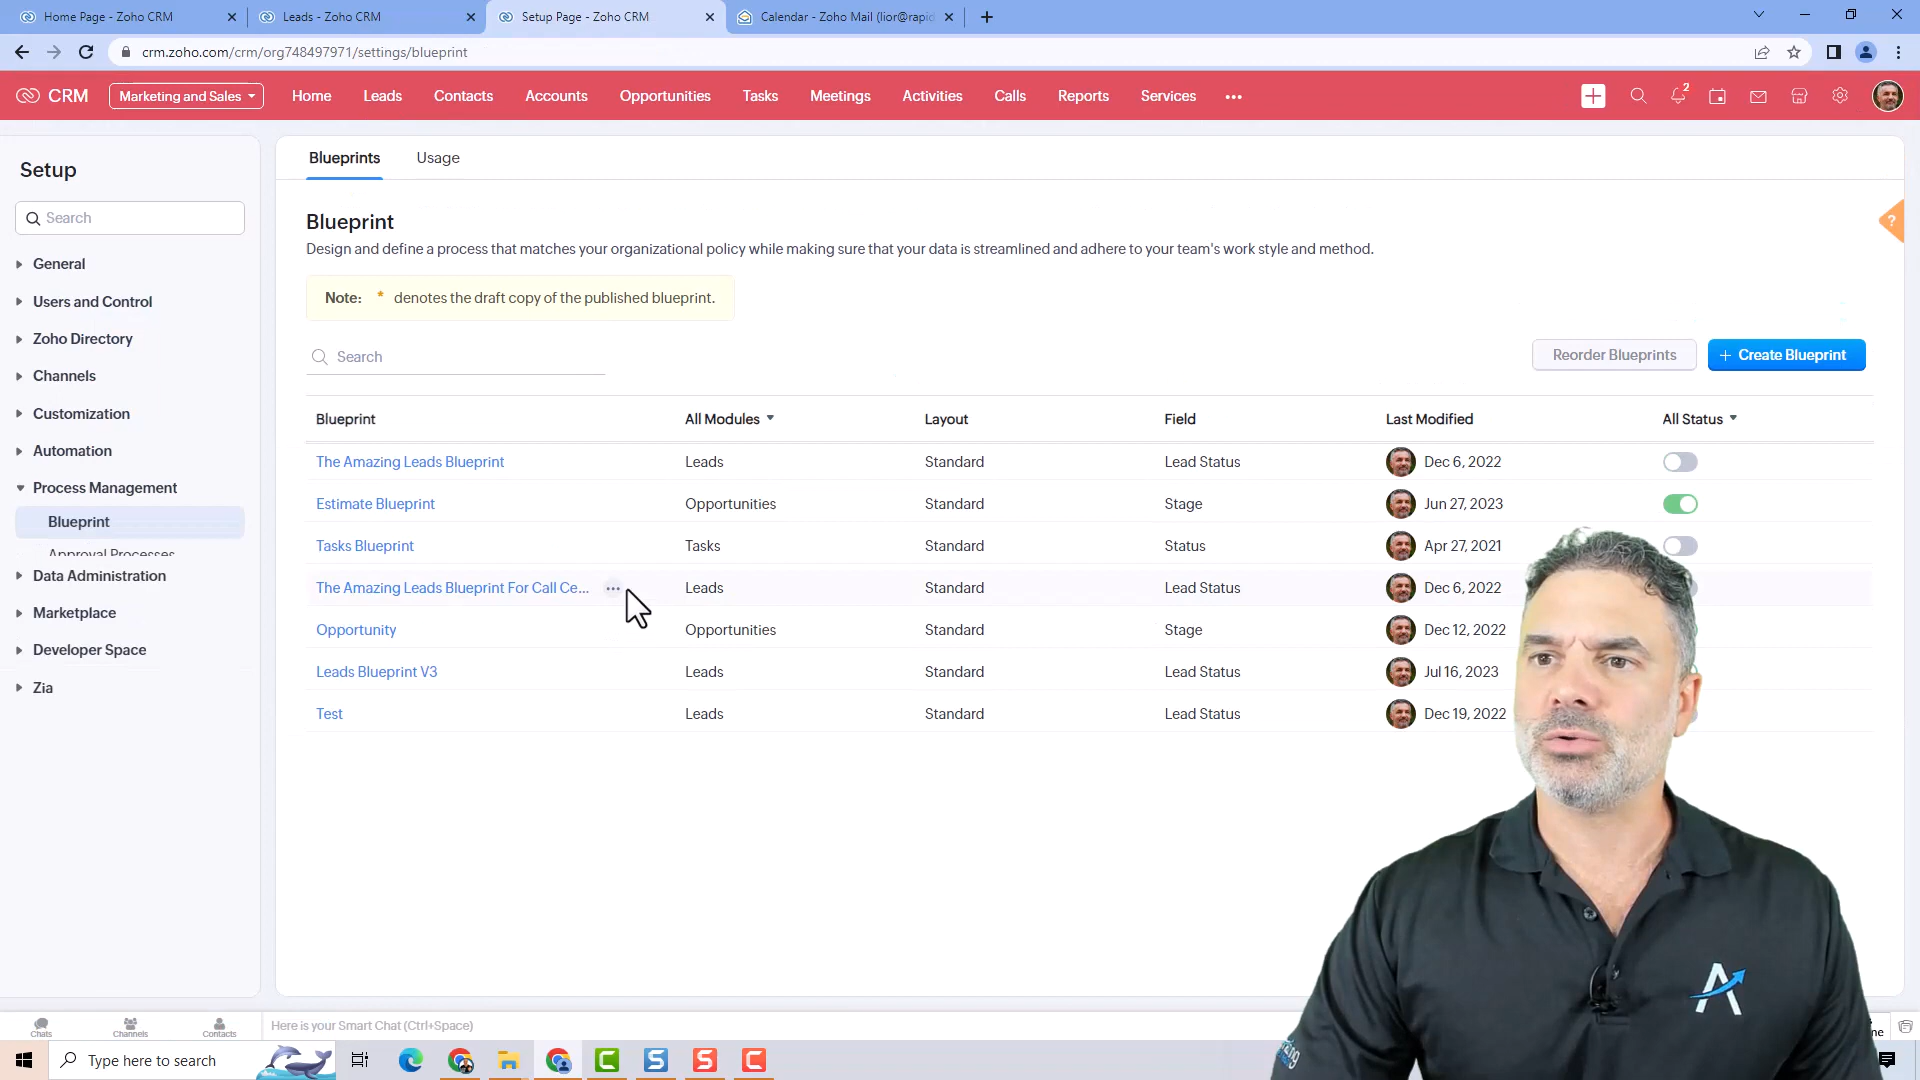 Home Page - Zoho CRM
Leads - Zoho CRM
Setup Page - Zoho CRM
Calendar - Zoho Mail (lior@rapid
crm.zoho.com/crm/org748497971/settings/blueprint
CRM
Marketing and Sales
Home
Leads
Contacts
Accounts
Opportunities
Tasks
Meetings
Activities
Calls
Reports
Services
2
Setup
Search
General
Users and Control
Zoho Directory
Channels
Customization
Automation
Process Management
Blueprint
Approval Processes
Data Administration
Marketplace
Developer Space
Zia
Blueprints
Usage
Blueprint
Design and define a process that matches your organizational policy while making sure that your data is streamlined and adhere to your team's work style and method.
?
Note: * denotes the draft copy of the published blueprint.
Search
Reorder Blueprints
+ Create Blueprint
Blueprint All Modules Layout Field Last Modified All Status
The Amazing Leads Blueprint Leads Standard Lead Status Dec 6, 2022
Estimate Blueprint Opportunities Standard Stage Jun 27, 2023
Tasks Blueprint Tasks Standard Status Apr 27, 2021
The Amazing Leads Blueprint For Call Ce... Leads Standard Lead Status Dec 6, 2022
Opportunity Opportunities Standard Stage Dec 12, 2022
Leads Blueprint V3 Leads Standard Lead Status Jul 16, 2023
Test Leads Standard Lead Status Dec 19, 2022
Chats
Channels
Contacts
Here is your Smart Chat (Ctrl+Space)
Type here to search